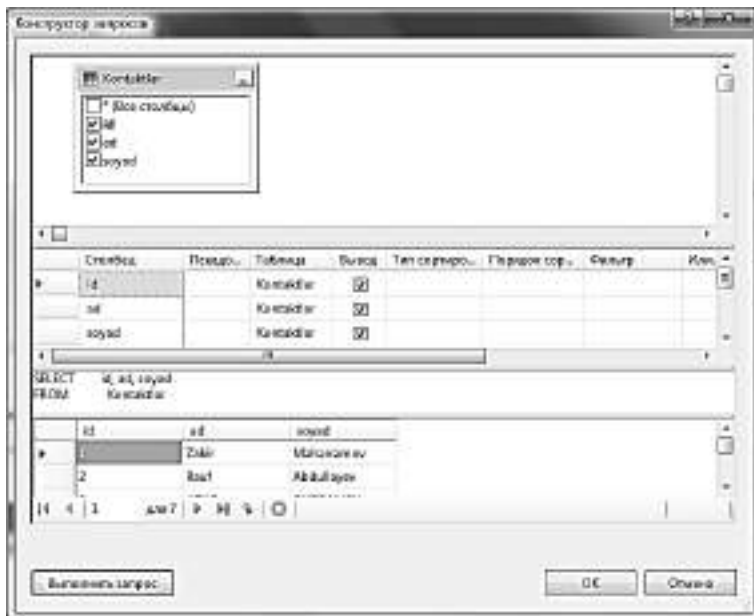 Конструктор запросов
Kontaktlar
* (Все столбцы)
id
ad
soyad
Столбец Псевдо... Таблица Вывод Тип сортиро... Порядок сор... Фильтр Или...
id Kontaktlar
ad Kontaktlar
soyad Kontaktlar
SELECT id, ad, soyad
FROM Kontaktlar
id ad soyad
1 Zakir
2 Rauf Abdullayev
1 для 7
Выполнить запрос OK Отмена